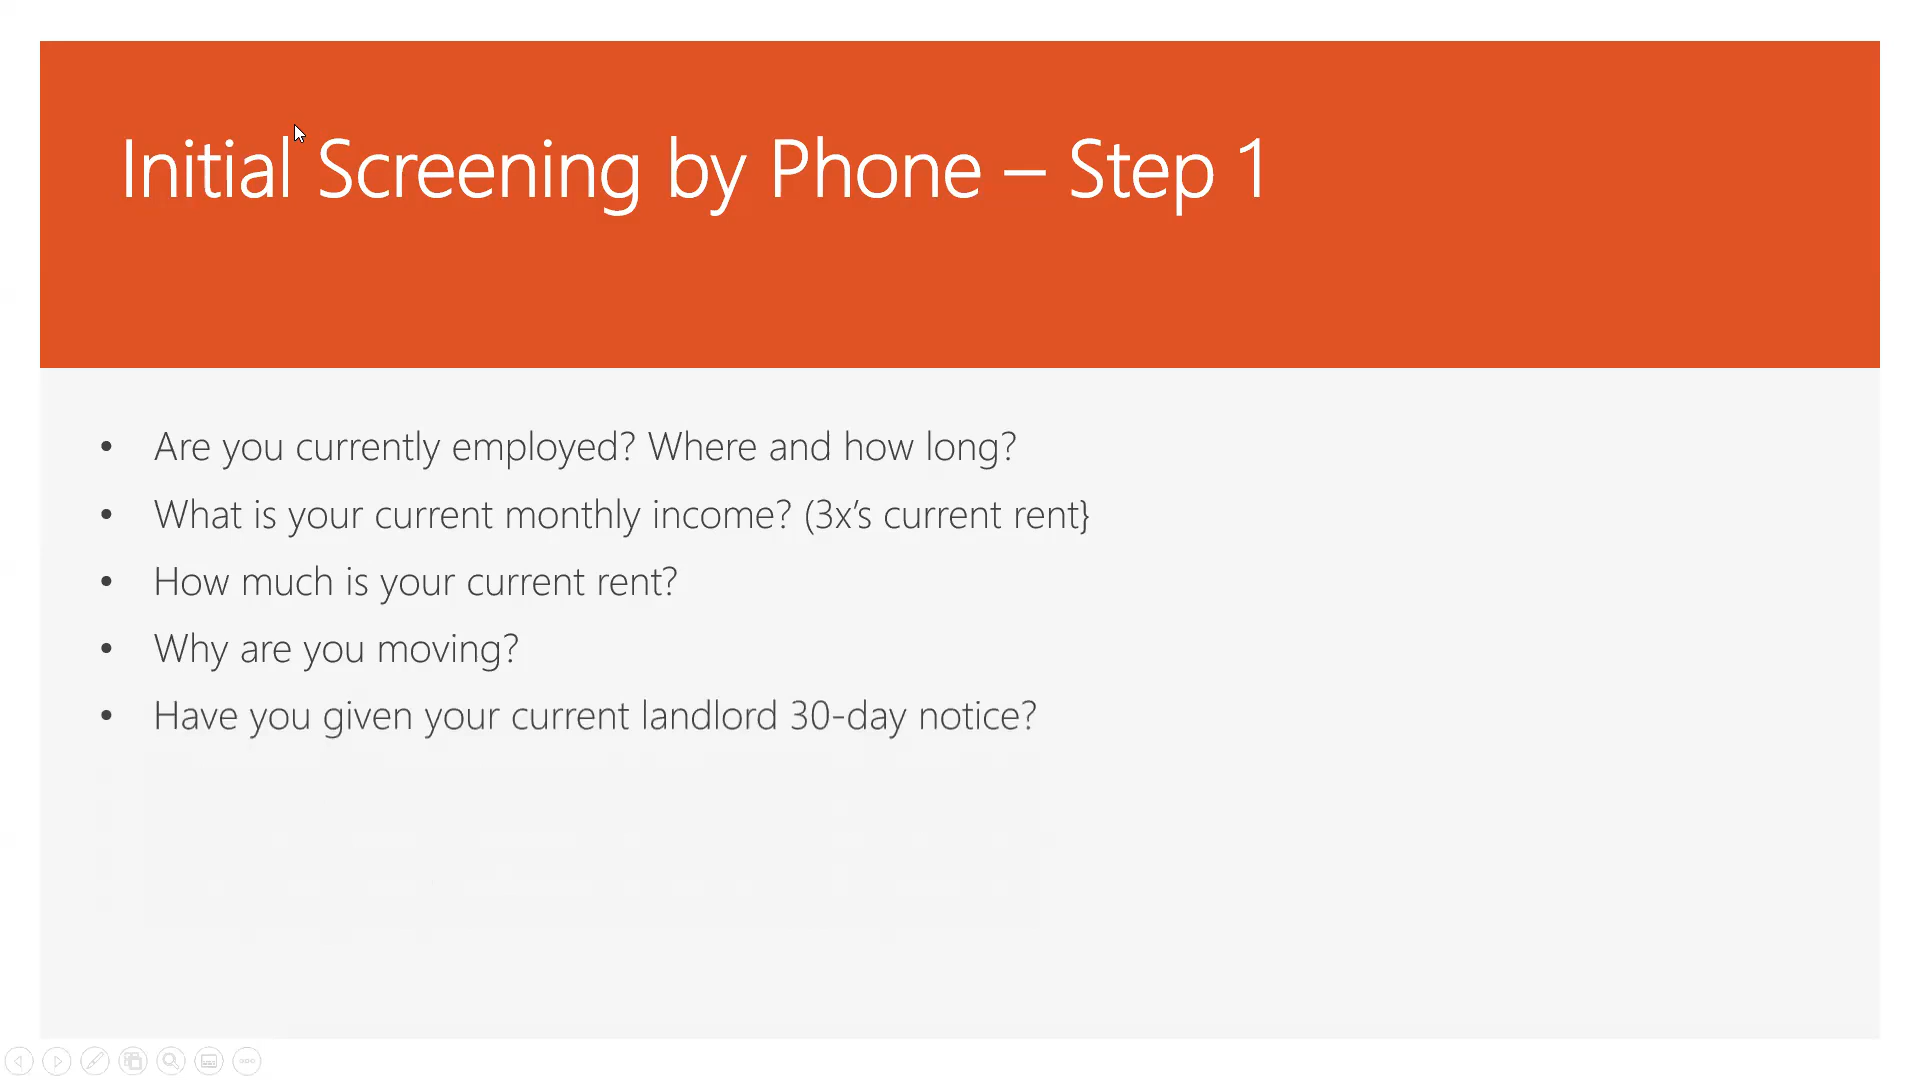 Initial Screening by Phone – Step 1
• Are you currently employed? Where and how long?
• What is your current monthly income? (3x’s current rent}
• How much is your current rent?
• Why are you moving?
• Have you given your current landlord 30-day notice?